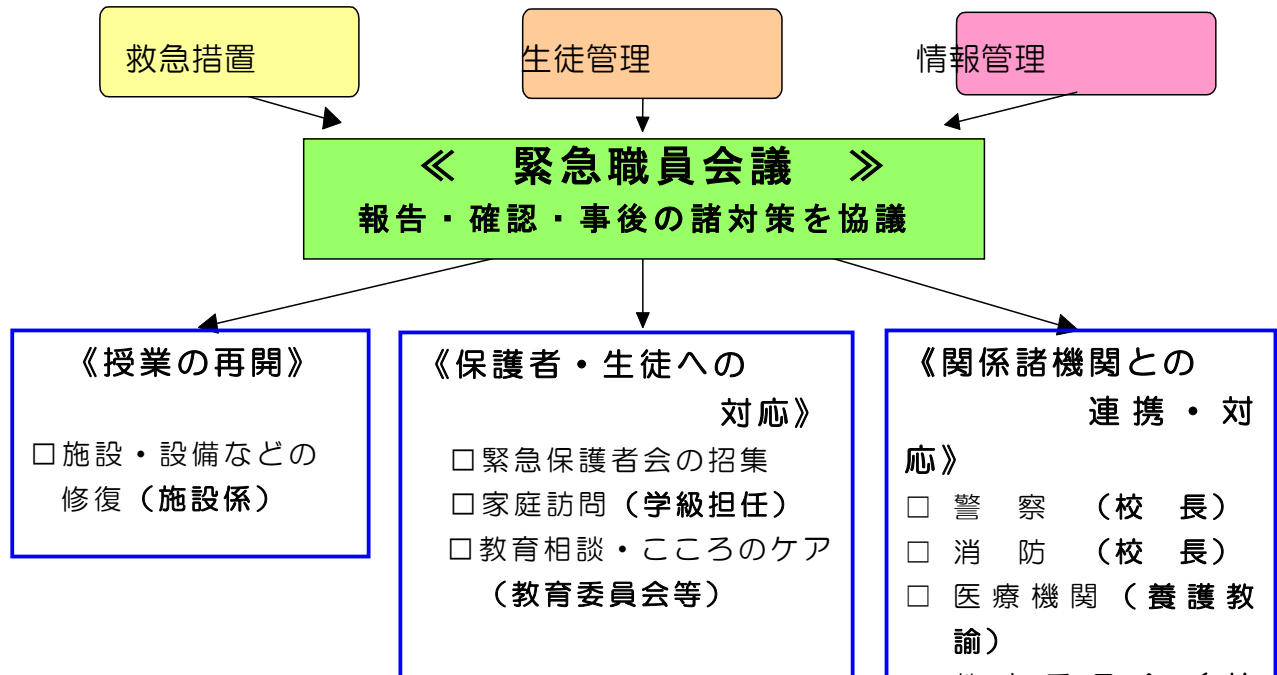 救急措置
生徒管理
情報管理
≪ 緊急職員会議 ≫
報告・確認・事後の諸対策を協議
《授業の再開》
□施設・設備などの
修復（施設係）
《保護者・生徒への
対応》
□緊急保護者会の招集
□家庭訪問（学級担任）
□教育相談・こころのケア
（教育委員会等）
《関係諸機関との
連携・対
応》
□ 警 察 （校 長）
□ 消 防 （校 長）
□ 医療機関（養護教
諭）